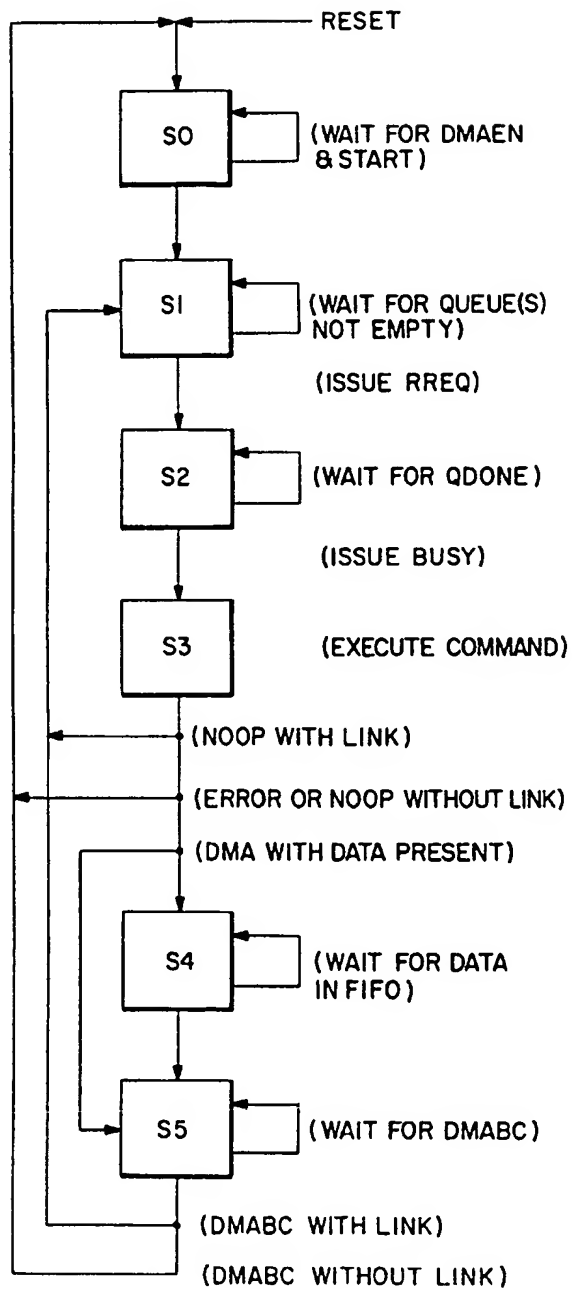 RESET
S0
(WAIT FOR DMAEN
& START)
S1
(WAIT FOR QUEUE(S)
NOT EMPTY)
(ISSUE RREQ)
S2
(WAIT FOR QDONE)
(ISSUE BUSY)
S3
(EXECUTE COMMAND)
(NOOP WITH LINK)
(ERROR OR NOOP WITHOUT LINK)
(DMA WITH DATA PRESENT)
S4
(WAIT FOR DATA
IN FIFO)
S5
(WAIT FOR DMABC)
(DMABC WITH LINK)
(DMABC WITHOUT LINK)